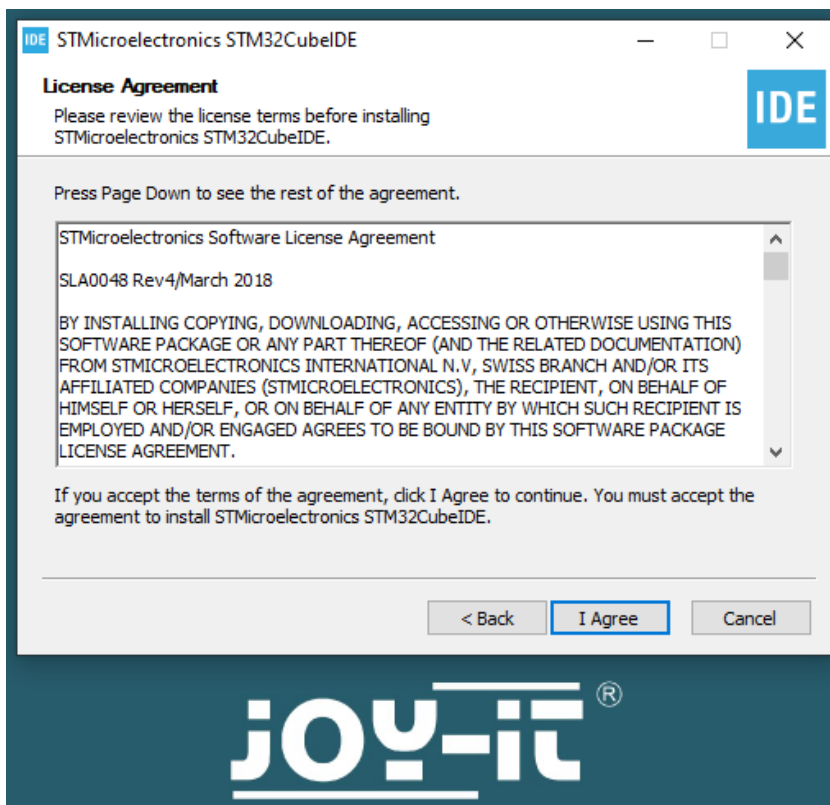 IDE STMicroelectronics STM32CubeIDE
License Agreement
Please review the license terms before installing
STMicroelectronics STM32CubeIDE.
IDE
Press Page Down to see the rest of the agreement.
STMicroelectronics Software License Agreement
SLA0048 Rev4/March 2018
BY INSTALLING COPYING, DOWNLOADING, ACCESSING OR OTHERWISE USING THIS
SOFTWARE PACKAGE OR ANY PART THEREOF (AND THE RELATED DOCUMENTATION)
FROM STMICROELECTRONICS INTERNATIONAL N.V, SWISS BRANCH AND/OR ITS
AFFILIATED COMPANIES (STMICROELECTRONICS), THE RECIPIENT, ON BEHALF OF
HIMSELF OR HERSELF, OR ON BEHALF OF ANY ENTITY BY WHICH SUCH RECIPIENT IS
EMPLOYED AND/OR ENGAGED AGREES TO BE BOUND BY THIS SOFTWARE PACKAGE
LICENSE AGREEMENT.
If you accept the terms of the agreement, click I Agree to continue. You must accept the
agreement to install STMicroelectronics STM32CubeIDE.
< Back I Agree Cancel
joy-it®